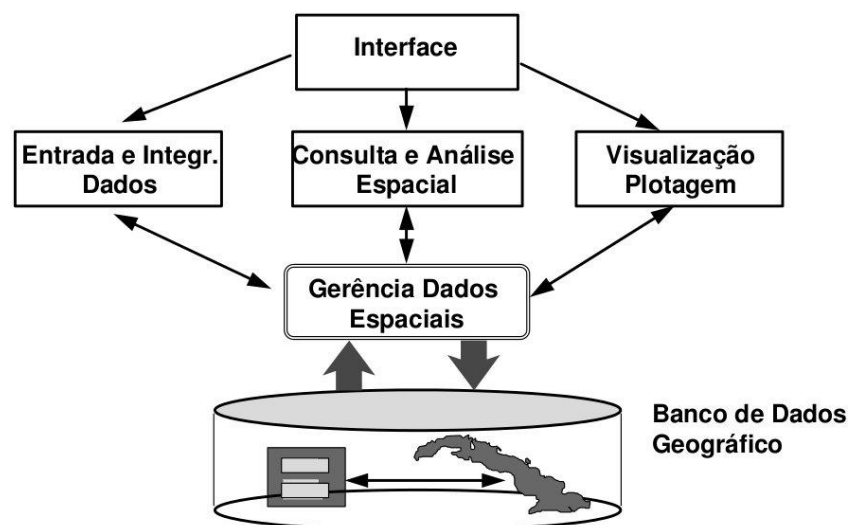 Interface
Entrada e Integr.
Dados
Consulta e Análise
Espacial
Visualização
Plotagem
Gerência Dados
Espaciais
Banco de Dados
Geográfico